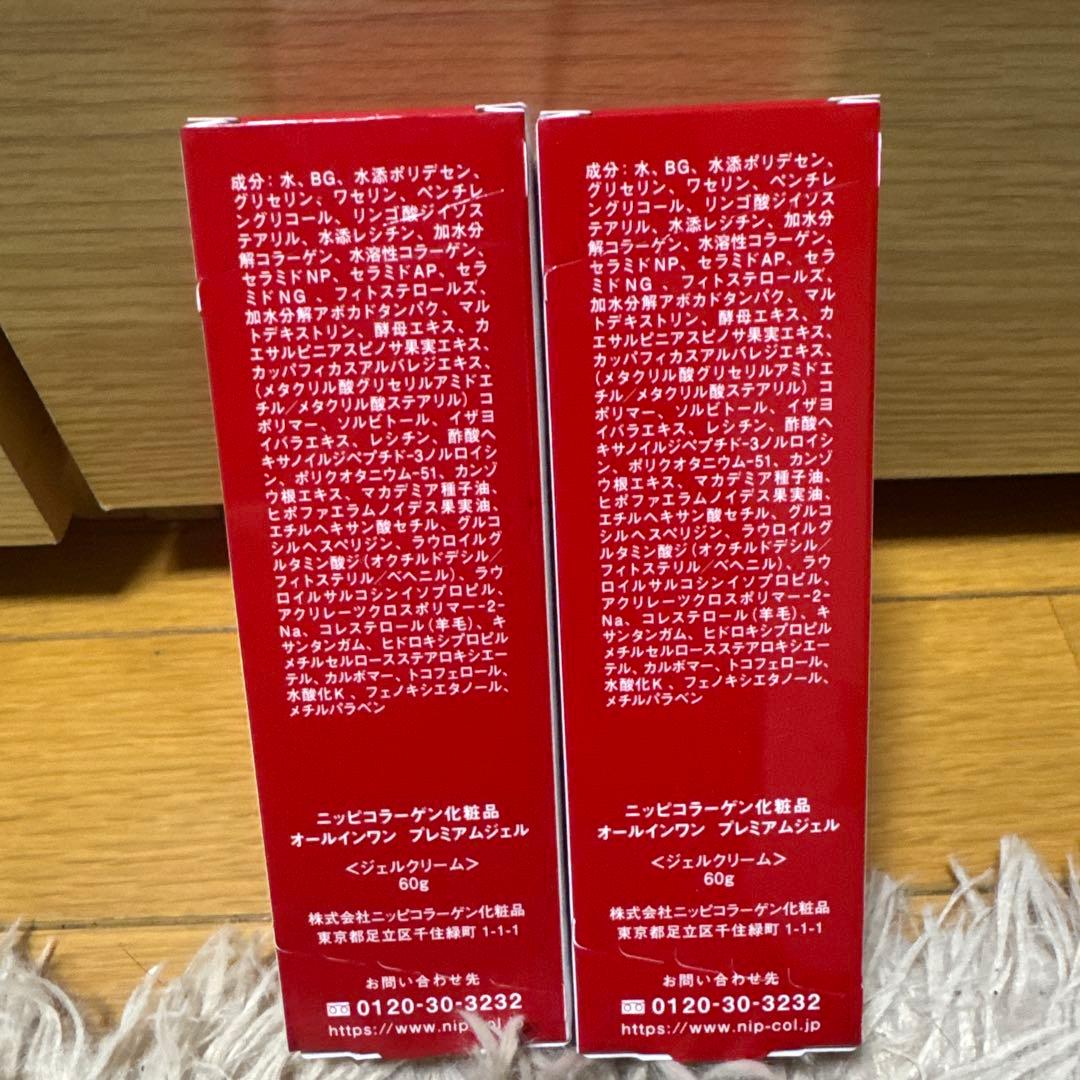 成分：水、BG、水添ポリデセン、
グリセリン、ワセリン、ペンチレ
ングリコール、リンゴ酸ジイソス
テアリル、水添レシチン、加水分
解コラーゲン、水溶性コラーゲン、
セラミドNP、セラミドAP、セラ
ミドNG、フィトステロールズ、
加水分解アボカドタンパク、マル
トデキストリン、酵母エキス、カ
エサルピニアスピノサ果実エキス、
カッパフィカスアルバレジエキス、
(メタクリル酸グリセリルアミドエ
チル／メタクリル酸ステアリル) コ
ポリマー、ソルビトール、イザヨ
イバラエキス、レシチン、酢酸ヘ
キサノイルジペプチド-3ノルロイシ
ン、ポリクオタニウム-51、カンゾ
ウ根エキス、マカデミア種子油、
ヒポファエラムノイデス果実油、
エチルヘキサン酸セチル、グルコ
シルヘスペリジン、ラウロイルグ
ルタミン酸ジ(オクチルドデシル／
フィトステリル／ベヘニル)、ラウ
ロイルサルコシンイソプロピル、
アクリレーツクロスポリマー-2-
Na、コレステロール(羊毛)、キ
サンタンガム、ヒドロキシプロピル
メチルセルロースステアロキシエー
テル、カルボマー、トコフェロール、
水酸化K、フェノキシエタノール、
メチルパラベン
ニッピコラーゲン化粧品
オールインワン プレミアムジェル
＜ジェルクリーム＞
60g
株式会社ニッピコラーゲン化粧品
東京都足立区千住緑町 1-1-1
お問い合わせ先
0120-30-3232
https://www.nip-col.jp
成分：水、BG、水添ポリデセン、
グリセリン、ワセリン、ペンチレ
ングリコール、リンゴ酸ジイソス
テアリル、水添レシチン、加水分
解コラーゲン、水溶性コラーゲン、
セラミドNP、セラミドAP、セラ
ミドNG、フィトステロールズ、
加水分解アボカドタンパク、マル
トデキストリン、酵母エキス、カ
エサルピニアスピノサ果実エキス、
カッパフィカスアルバレジエキス、
(メタクリル酸グリセリルアミドエ
チル／メタクリル酸ステアリル) コ
ポリマー、ソルビトール、イザヨ
イバラエキス、レシチン、酢酸ヘ
キサノイルジペプチド-3ノルロイシ
ン、ポリクオタニウム-51、カンゾ
ウ根エキス、マカデミア種子油、
ヒポファエラムノイデス果実油、
エチルヘキサン酸セチル、グルコ
シルヘスペリジン、ラウロイルグ
ルタミン酸ジ(オクチルドデシル／
フィトステリル／ベヘニル)、ラウ
ロイルサルコシンイソプロピル、
アクリレーツクロスポリマー-2-
Na、コレステロール(羊毛)、キ
サンタンガム、ヒドロキシプロピル
メチルセルロースステアロキシエー
テル、カルボマー、トコフェロール、
水酸化K、フェノキシエタノール、
メチルパラベン
ニッピコラーゲン化粧品
オールインワン プレミアムジェル
＜ジェルクリーム＞
60g
株式会社ニッピコラーゲン化粧品
東京都足立区千住緑町 1-1-1
お問い合わせ先
0120-30-3232
https://www.nip-col.jp